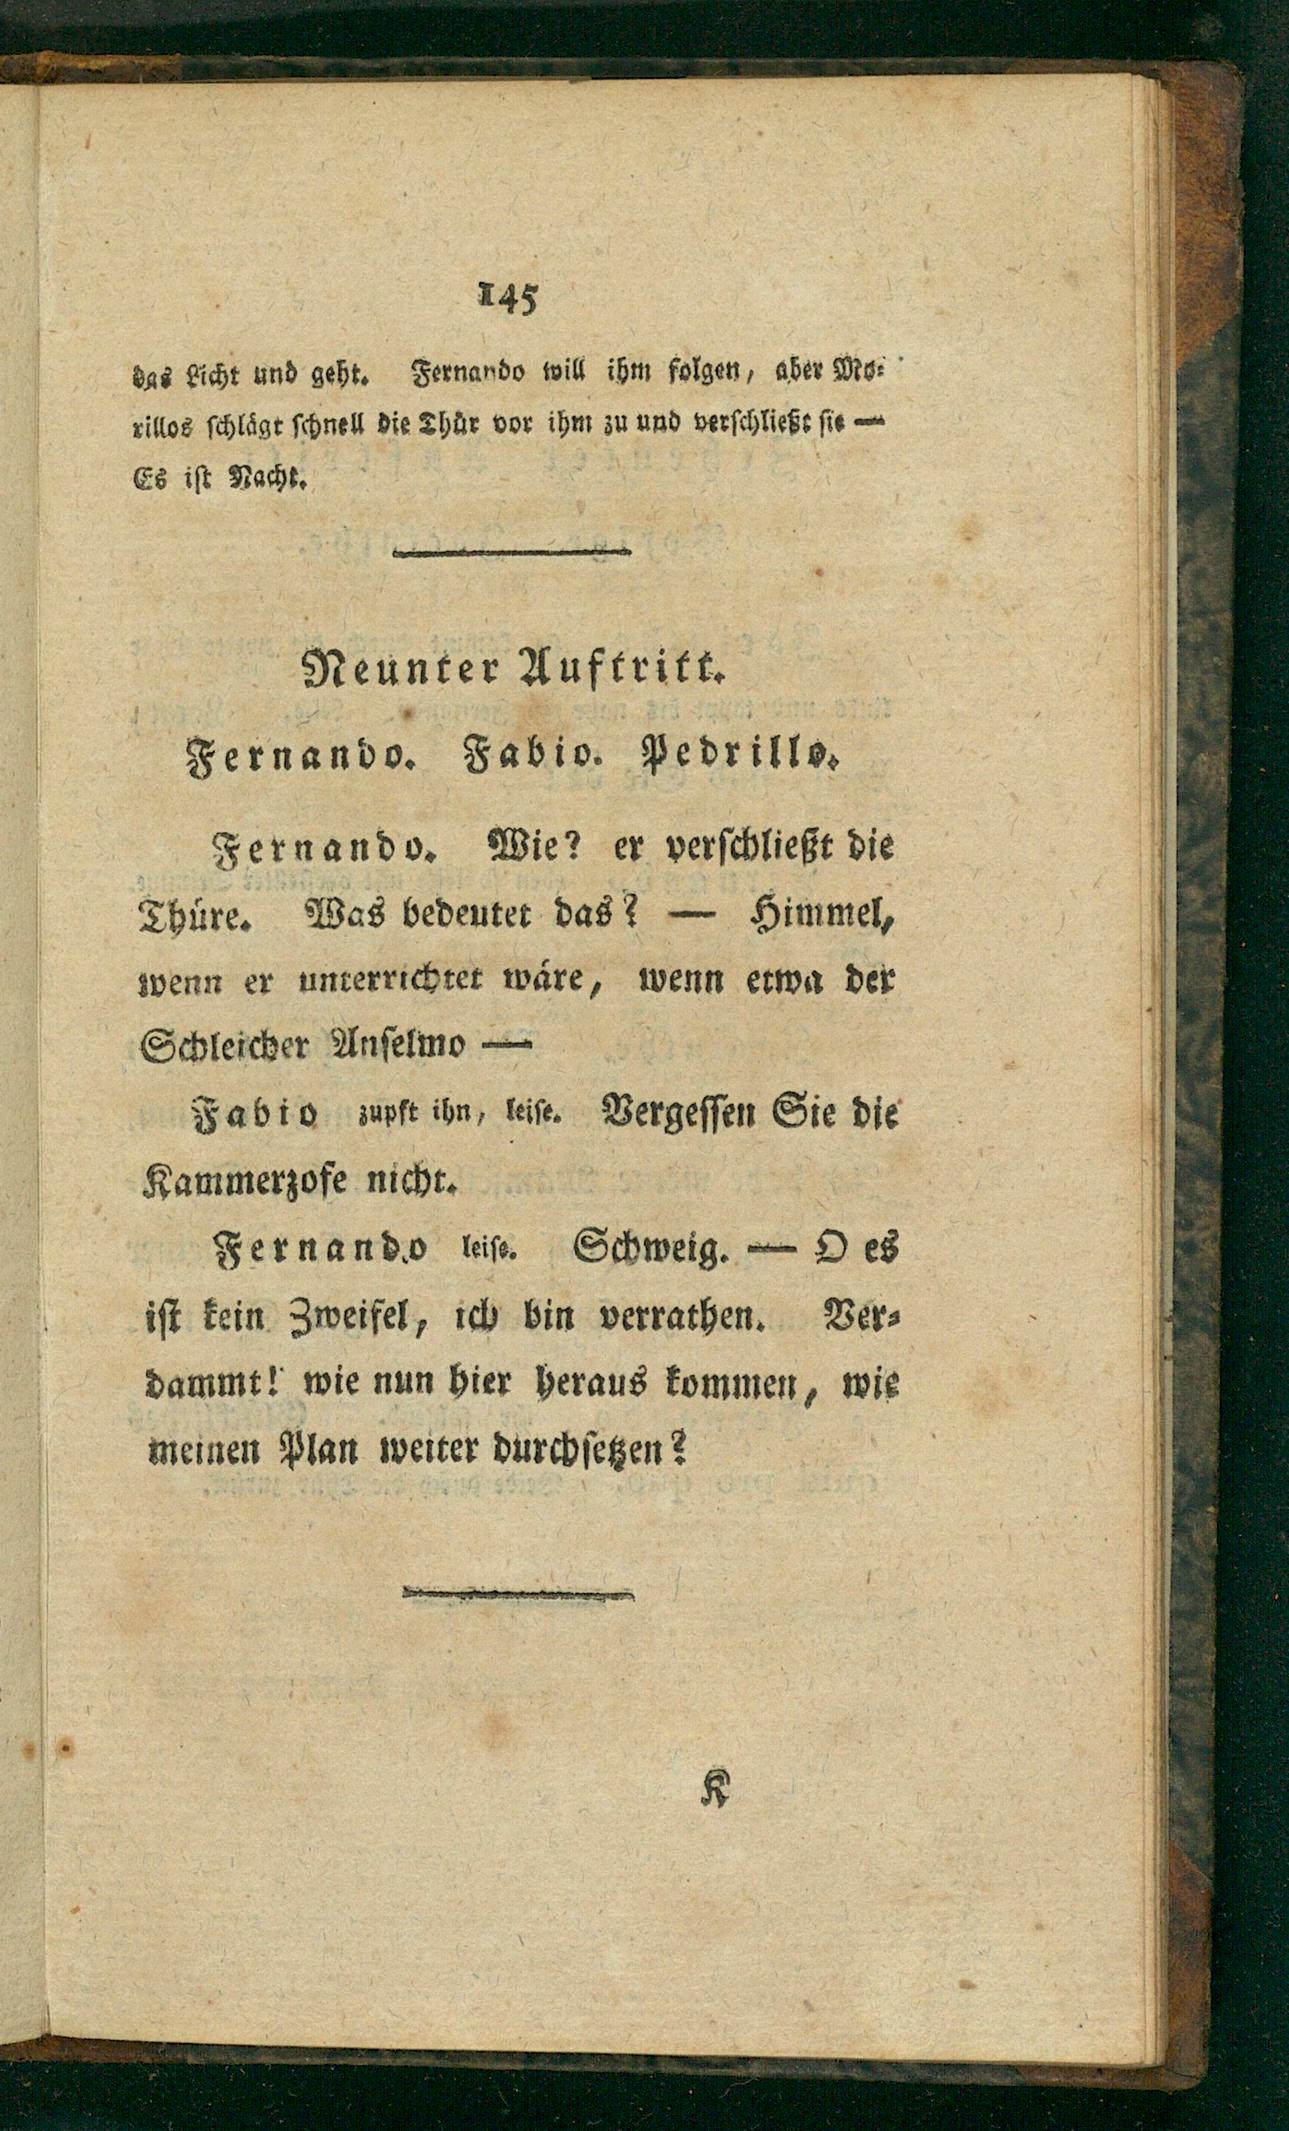 145
das Licht und geht. Fernando will ihm folgen, aber Mo-
rillos schlägt schnell die Thür vor ihm zu und verschließt sie —
Es ist Nacht.
Neunter Auftritt.
Fernando. Fabio. Pedrillo.
Fernando. Wie? er verschließt die
Thüre. Was bedeutet das? — Himmel,
wenn er unterrichtet wäre, wenn etwa der
Schleicher Anselmo —
Fabio zupft ihn, leise. Vergessen Sie die
Kammerzofe nicht.
Fernando leise. Schweig. — O es
ist kein Zweifel, ich bin verrathen. Ver-
dammt! wie nun hier heraus kommen, wie
meinen Plan weiter durchsetzen?
K